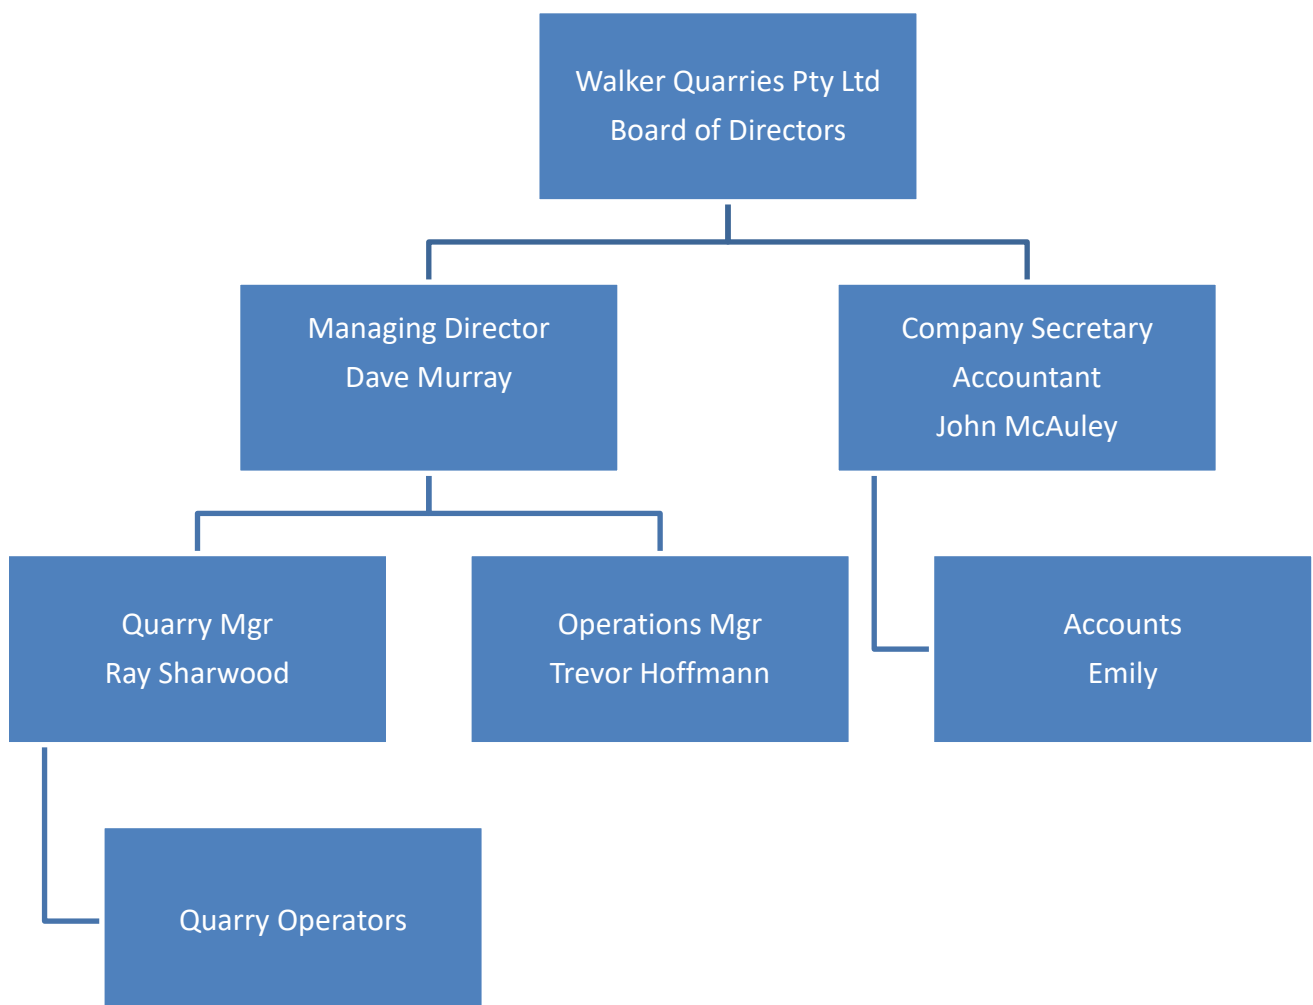 Walker Quarries Pty Ltd
Board of Directors
Managing Director
Dave Murray
Company Secretary
Accountant
John McAuley
Quarry Mgr
Ray Sharwood
Operations Mgr
Trevor Hoffmann
Accounts
Emily
Quarry Operators